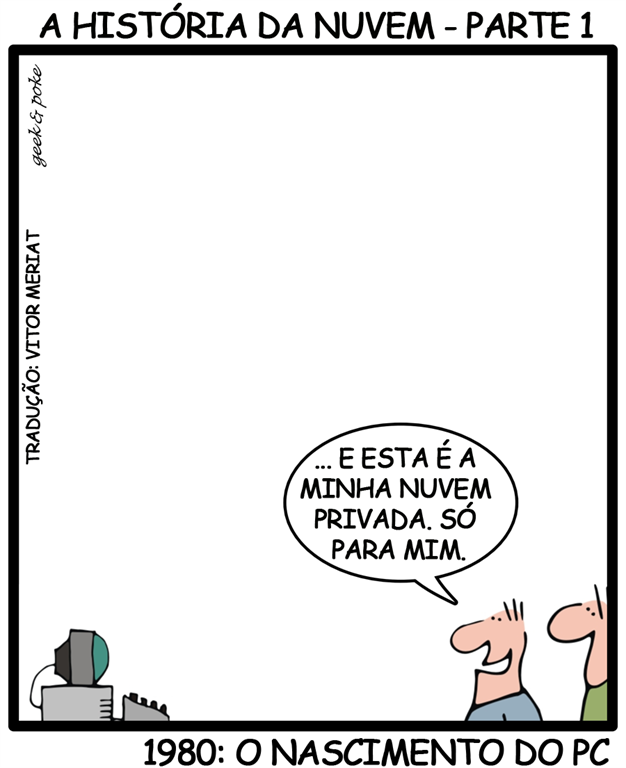 A HISTÓRIA DA NUVEM - PARTE 1
geek & poke
TRADUÇÃO: VITOR MERIAT
... E ESTA É A
MINHA NUVEM
PRIVADA. SÓ
PARA MIM.
1980: O NASCIMENTO DO PC